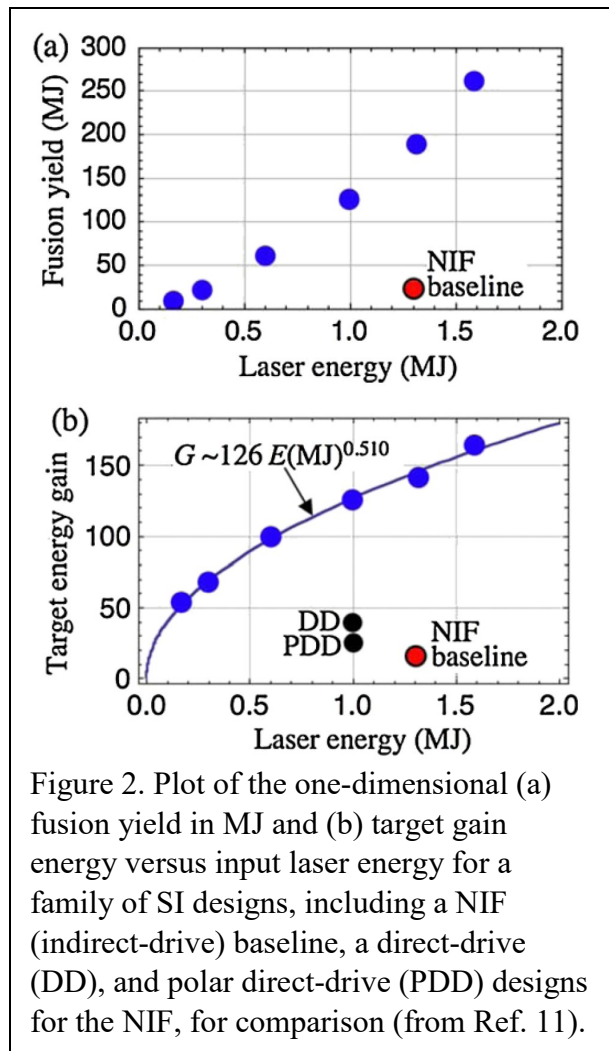 (a)
300
250
200
150
100
50
0
Fusion yield (MJ)
NIF
baseline
0.0 0.5 1.0 1.5 2.0
Laser energy (MJ)
(b)
G ~126 E(MJ)^0.510
150
100
50
0
Target energy gain
DD
PDD
NIF
baseline
0.0 0.5 1.0 1.5 2.0
Laser energy (MJ)
Figure 2. Plot of the one-dimensional (a)
fusion yield in MJ and (b) target gain
energy versus input laser energy for a
family of SI designs, including a NIF
(indirect-drive) baseline, a direct-drive
(DD), and polar direct-drive (PDD) designs
for the NIF, for comparison (from Ref. 11).